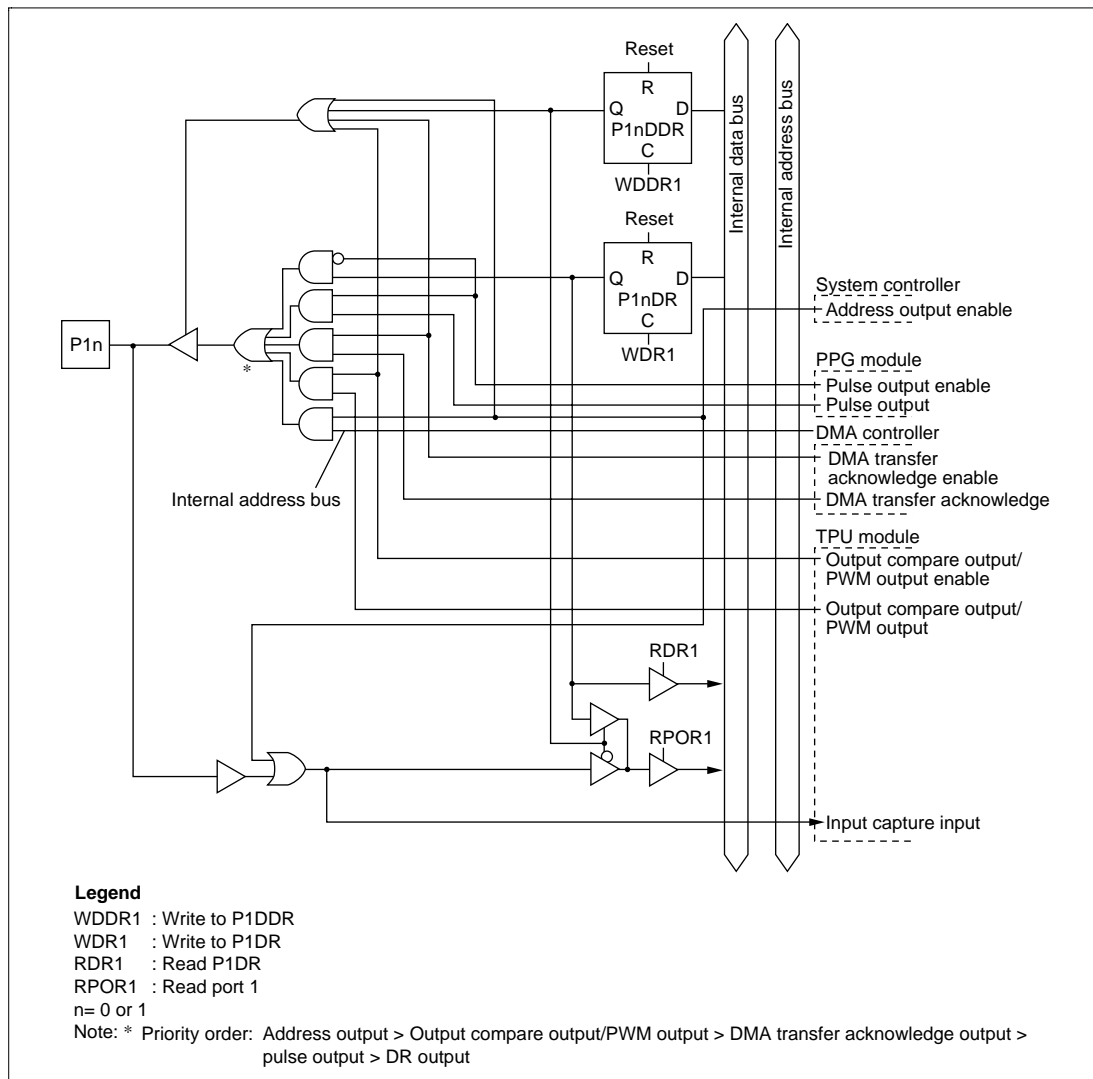 Reset
R
Q D
P1nDDR
C
WDDR1
Internal data bus
Internal address bus
Reset
R
Q D
P1nDR
C
WDR1
System controller
Address output enable
P1n
*
PPG module
Pulse output enable
Pulse output
DMA controller
DMA transfer
acknowledge enable
DMA transfer acknowledge
Internal address bus
TPU module
Output compare output/
PWM output enable
Output compare output/
PWM output
RDR1
RPOR1
Input capture input
Legend
WDDR1 : Write to P1DDR
WDR1 : Write to P1DR
RDR1 : Read P1DR
RPOR1 : Read port 1
n= 0 or 1
Note: * Priority order: Address output > Output compare output/PWM output > DMA transfer acknowledge output >
pulse output > DR output